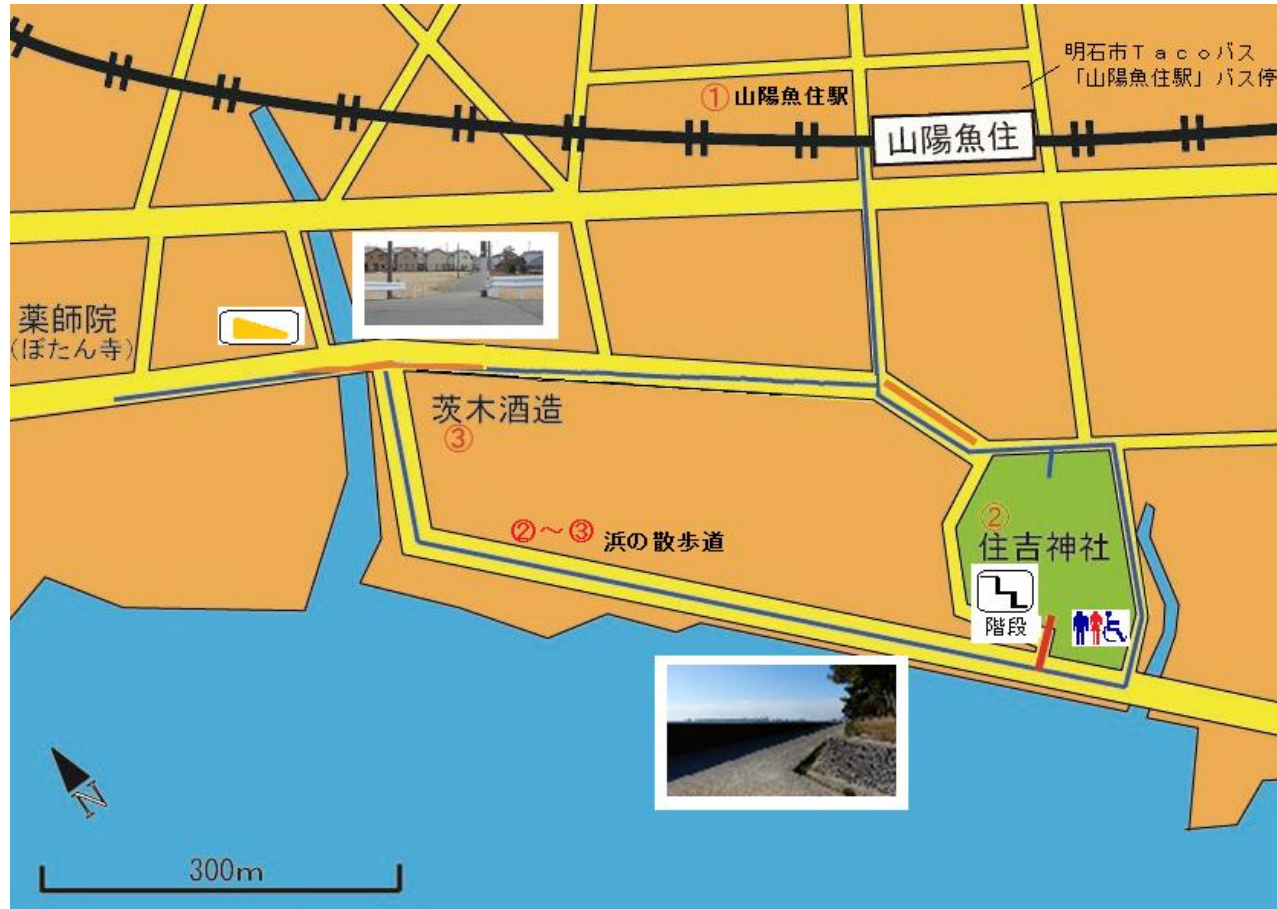 明石市Ｔａｃｏバス
「山陽魚住駅」バス停
① 山陽魚住駅
山陽魚住
薬師院
(ぼたん寺)
茨木酒造
③
②～③ 浜の散歩道
②
住吉神社
階段
N
300m